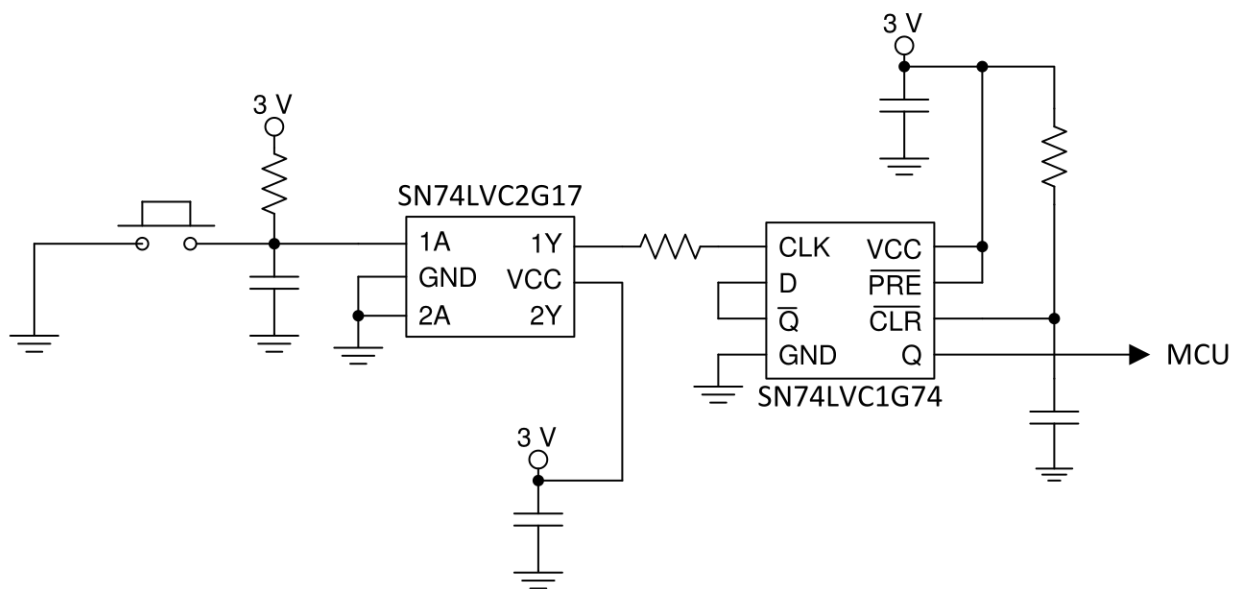 3 V
3 V
SN74LVC2G17
1A
1Y
GND
VCC
2A
2Y
CLK
VCC
D
PRE
Q
CLR
GND
Q
MCU
SN74LVC1G74
3 V